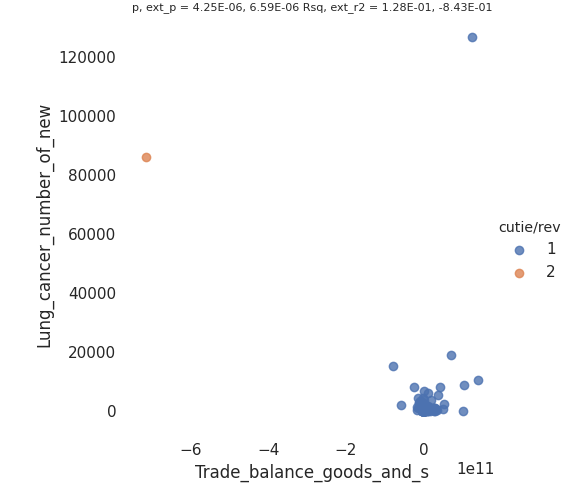 p, ext_p = 4.25E-06, 6.59E-06 Rsq, ext_r2 = 1.28E-01, -8.43E-01
120000
100000
80000
60000
40000
20000
0
Lung_cancer_number_of_new
cutie/rev
1
2
−6
−4
−2
0
1e11
Trade_balance_goods_and_s